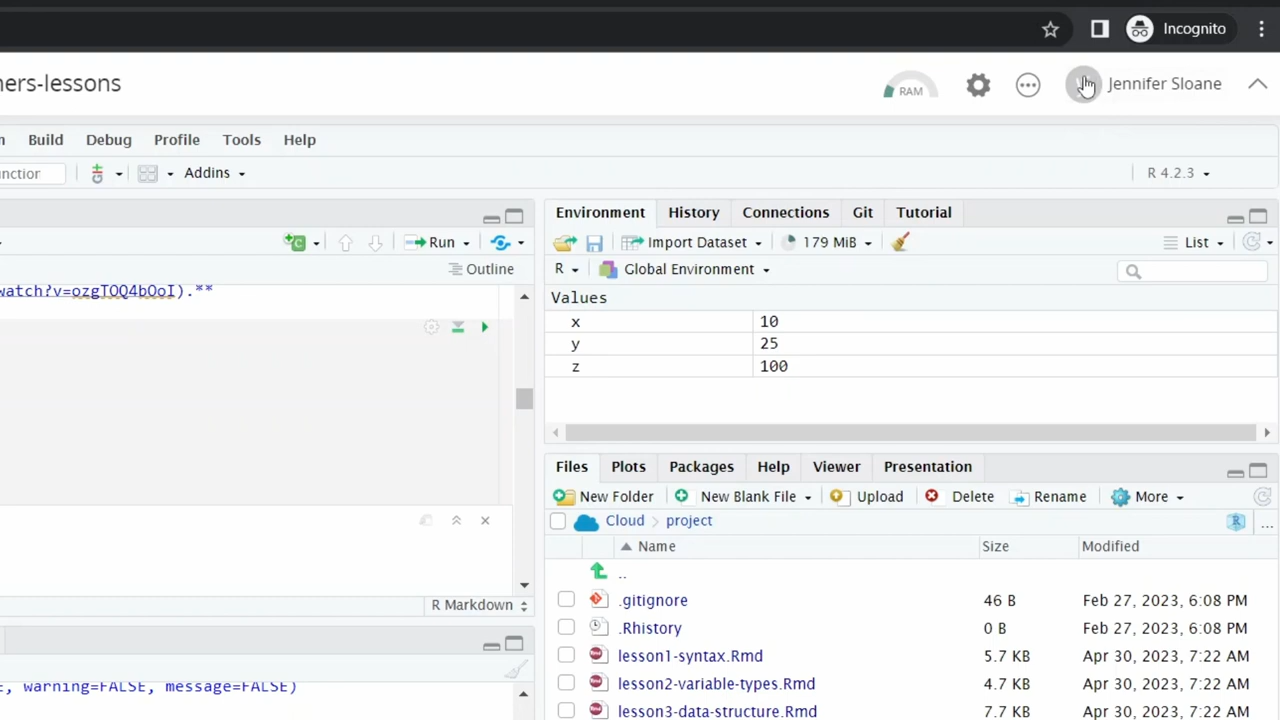 Incognito
ners-lessons
RAM
Jennifer Sloane
Build Debug Profile Tools Help
Addins
R 4.2.3
Environment History Connections Git Tutorial
Run
Import Dataset 179 MiB List
Outline
R Global Environment
watch?v=ozgTOQ4bOoI).**
Values
x 10
y 25
z 100
Files Plots Packages Help Viewer Presentation
New Folder New Blank File Upload Delete Rename More
Cloud project R ...
Name Size Modified
..
R Markdown
.gitignore 46 B Feb 27, 2023, 6:08 PM
.Rhistory 0 B Feb 27, 2023, 6:08 PM
lesson1-syntax.Rmd 5.7 KB Apr 30, 2023, 7:22 AM
, warning=FALSE, message=FALSE)
lesson2-variable-types.Rmd 4.7 KB Apr 30, 2023, 7:22 AM
lesson3-data-structure.Rmd 7.7 KB Apr 30, 2023, 7:22 AM